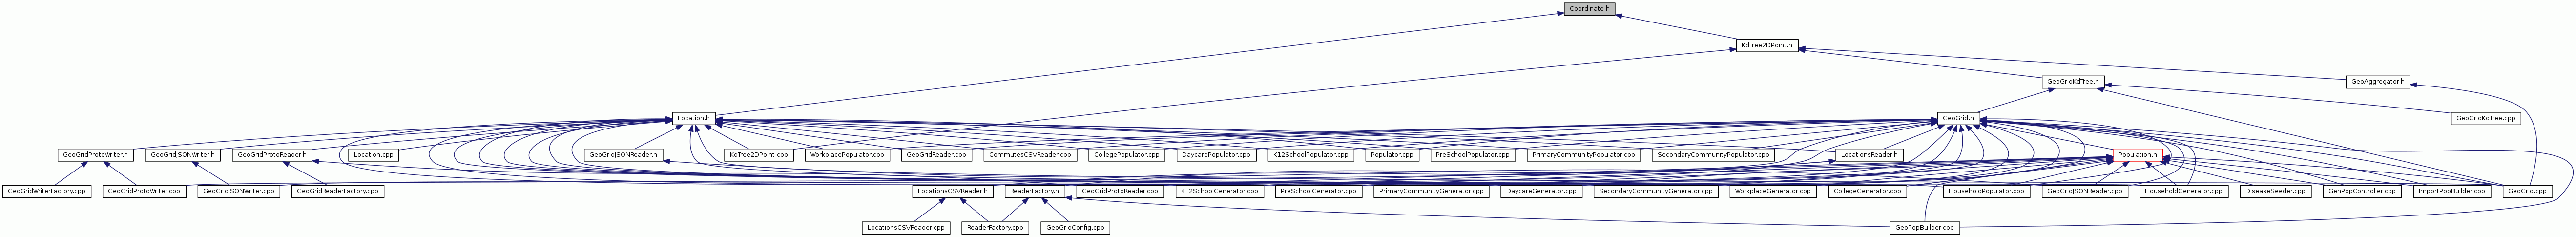 Coordinate.h
KdTree2DPoint.h
GeoGridKdTree.h
GeoAggregator.h
Location.h
GeoGrid.h
GeoGridKdTree.cpp
GeoGridProtoWriter.h
GeoGridJSONWriter.h
GeoGridProtoReader.h
Location.cpp
GeoGridJSONReader.h
KdTree2DPoint.cpp
WorkplacePopulator.cpp
GeoGridReader.cpp
CommutesCSVReader.cpp
CollegePopulator.cpp
DaycarePopulator.cpp
K12SchoolPopulator.cpp
Populator.cpp
PreSchoolPopulator.cpp
PrimaryCommunityPopulator.cpp
SecondaryCommunityPopulator.cpp
LocationsReader.h
Population.h
GeoGridWriterFactory.cpp
GeoGridProtoWriter.cpp
GeoGridJSONWriter.cpp
GeoGridReaderFactory.cpp
LocationsCSVReader.h
ReaderFactory.h
GeoGridProtoReader.cpp
K12SchoolGenerator.cpp
PreSchoolGenerator.cpp
PrimaryCommunityGenerator.cpp
DaycareGenerator.cpp
SecondaryCommunityGenerator.cpp
WorkplaceGenerator.cpp
CollegeGenerator.cpp
HouseholdPopulator.cpp
GeoGridJSONReader.cpp
HouseholdGenerator.cpp
DiseaseSeeder.cpp
GenPopController.cpp
ImportPopBuilder.cpp
GeoGrid.cpp
LocationsCSVReader.cpp
ReaderFactory.cpp
GeoGridConfig.cpp
GeoPopBuilder.cpp